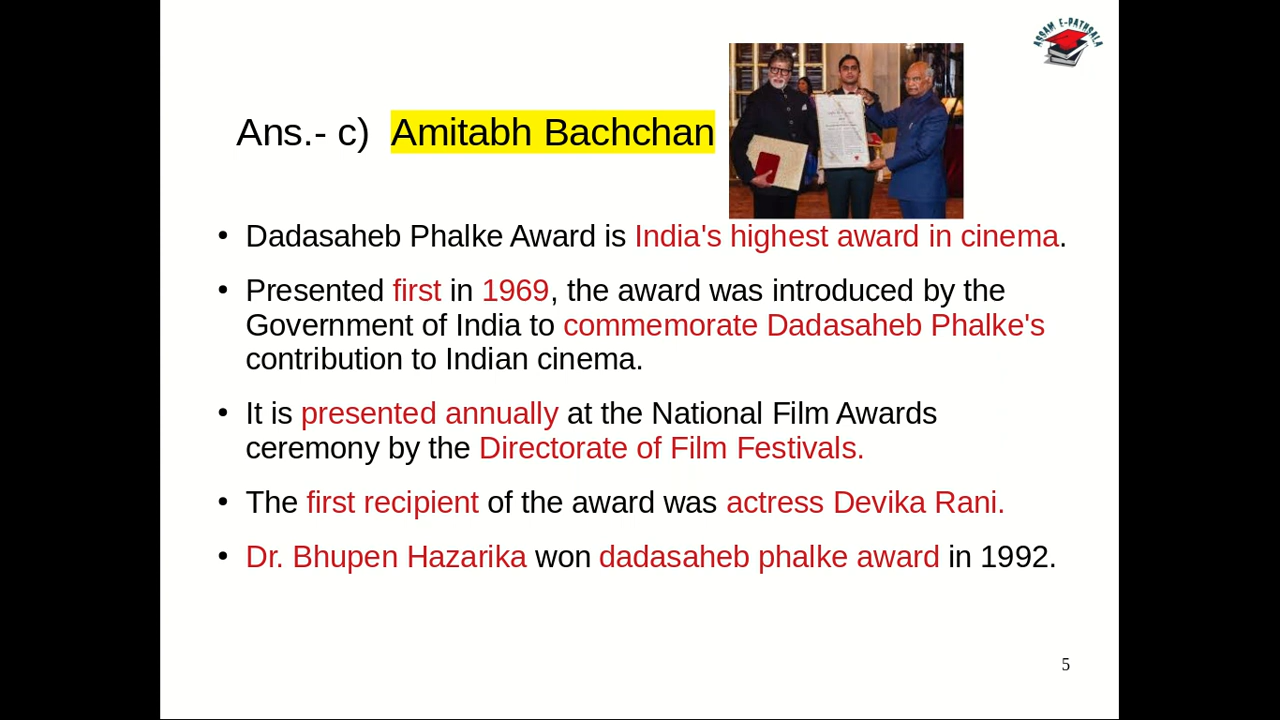 ASSAM E-PATHSALA
Ans.- c) Amitabh Bachchan
• Dadasaheb Phalke Award is India's highest award in cinema.
• Presented first in 1969, the award was introduced by the
Government of India to commemorate Dadasaheb Phalke's
contribution to Indian cinema.
• It is presented annually at the National Film Awards
ceremony by the Directorate of Film Festivals.
• The first recipient of the award was actress Devika Rani.
• Dr. Bhupen Hazarika won dadasaheb phalke award in 1992.
5